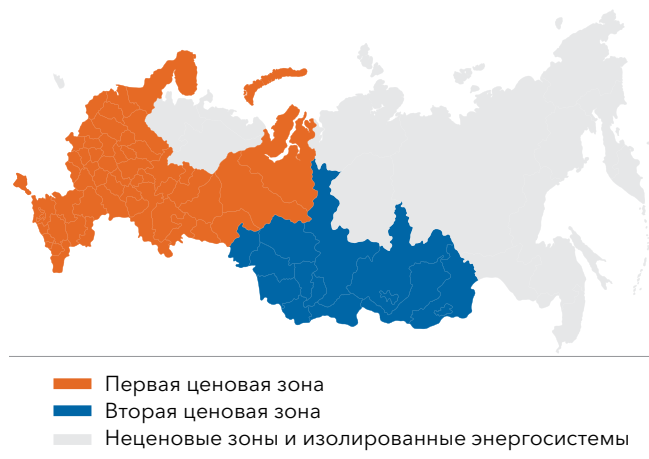 Первая ценовая зона
Вторая ценовая зона
Неценовые зоны и изолированные энергосистемы